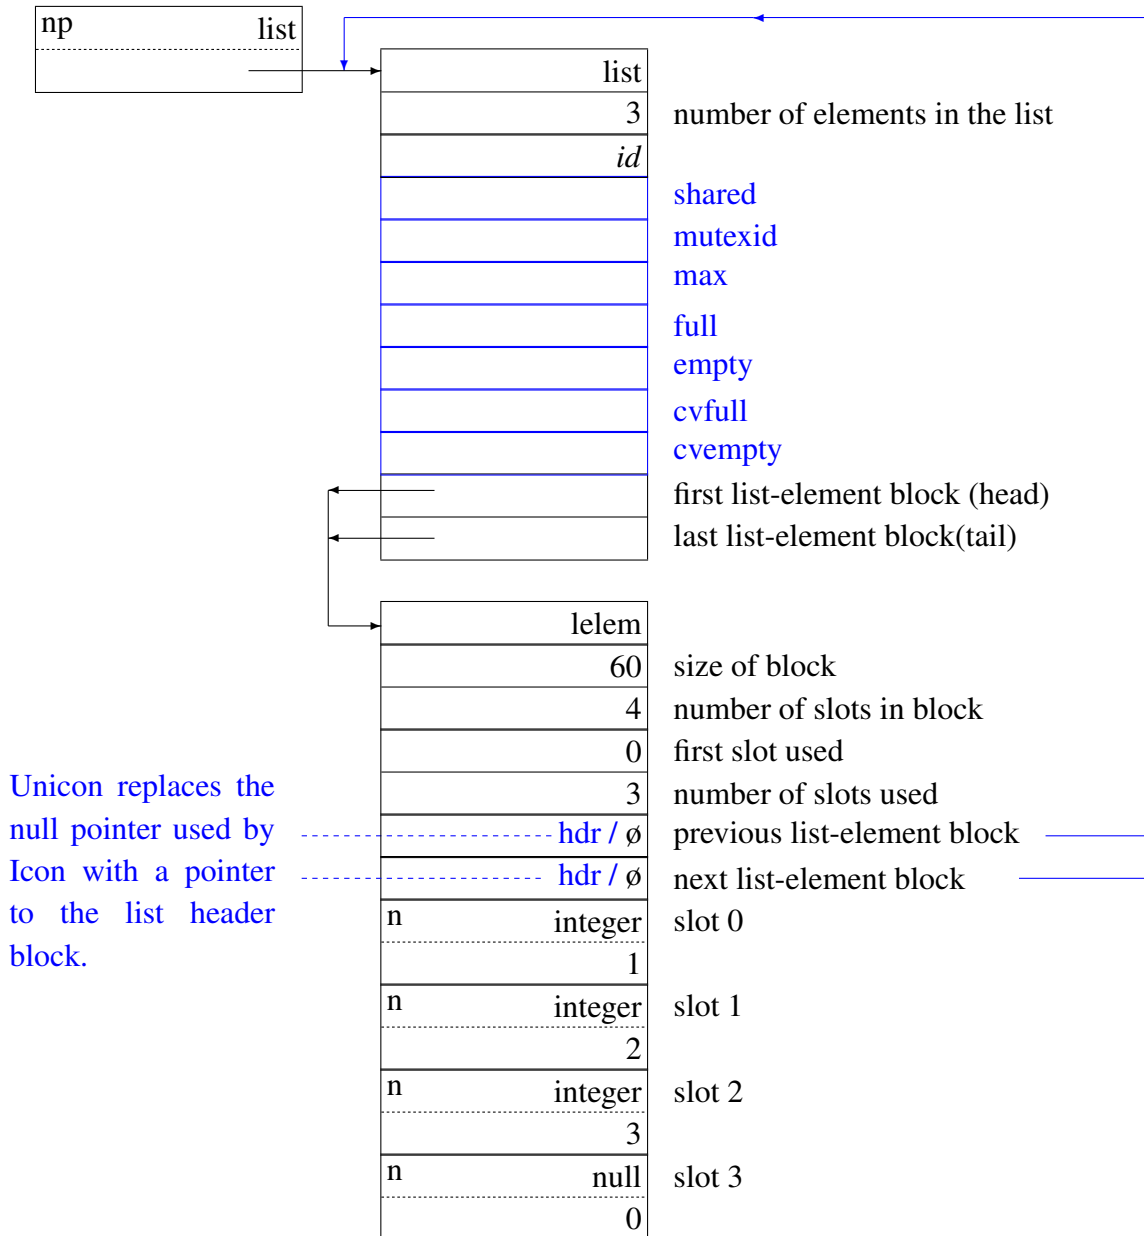 np list
list
3 number of elements in the list
id
shared
mutexid
max
full
empty
cvfull
cvempty
first list-element block (head)
last list-element block(tail)
lelem
60 size of block
4 number of slots in block
0 first slot used
3 number of slots used
Unicon replaces the
null pointer used by
Icon with a pointer
to the list header
block.
hdr / ø previous list-element block
hdr / ø next list-element block
n integer slot 0
1
n integer slot 1
2
n integer slot 2
3
n null slot 3
0